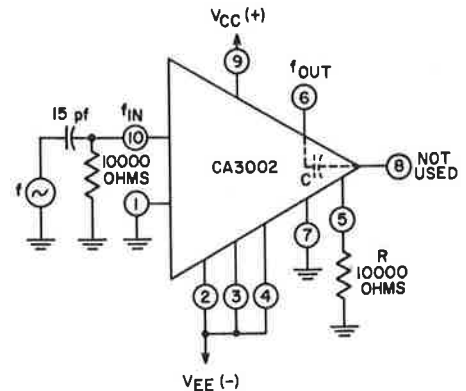 VCC(+)
9
fOUT
6
15 pf
fIN
10
10000
OHMS
f
CA3002
C
8
NOT
USED
1
7
5
R
10000
OHMS
2
3
4
VEE(-)